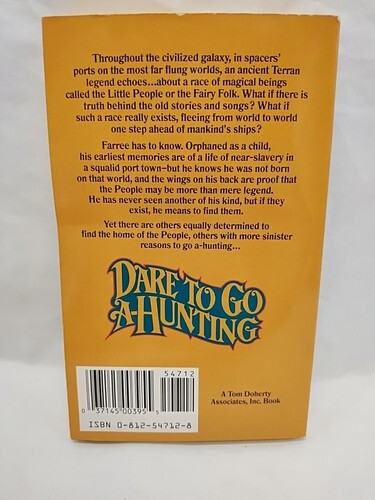 Throughout the civilized galaxy, in spacers'
ports on the most far flung worlds, an ancient Terran
legend echoes...about a race of magical beings
called the Little People or the Fairy Folk. What if there is
truth behind the old stories and songs? What if
such a race really exists, fleeing from world to world
one step ahead of mankind's ships?
Farree has to know. Orphaned as a child,
his earliest memories are of a life of near-slavery in
a squalid port town–but he knows he was not born
on that world, and the wings on his back are proof that
the People may be more than mere legend.
He has never seen another of his kind, but if they
exist, he means to find them.
Yet there are others equally determined to
find the home of the People, others with more sinister
reasons to go a-hunting...
DARE TO GO
A-HUNTING
54712
0 37145 00395 5
ISBN 0-812-54712-8
A Tom Doherty
Associates, Inc. Book